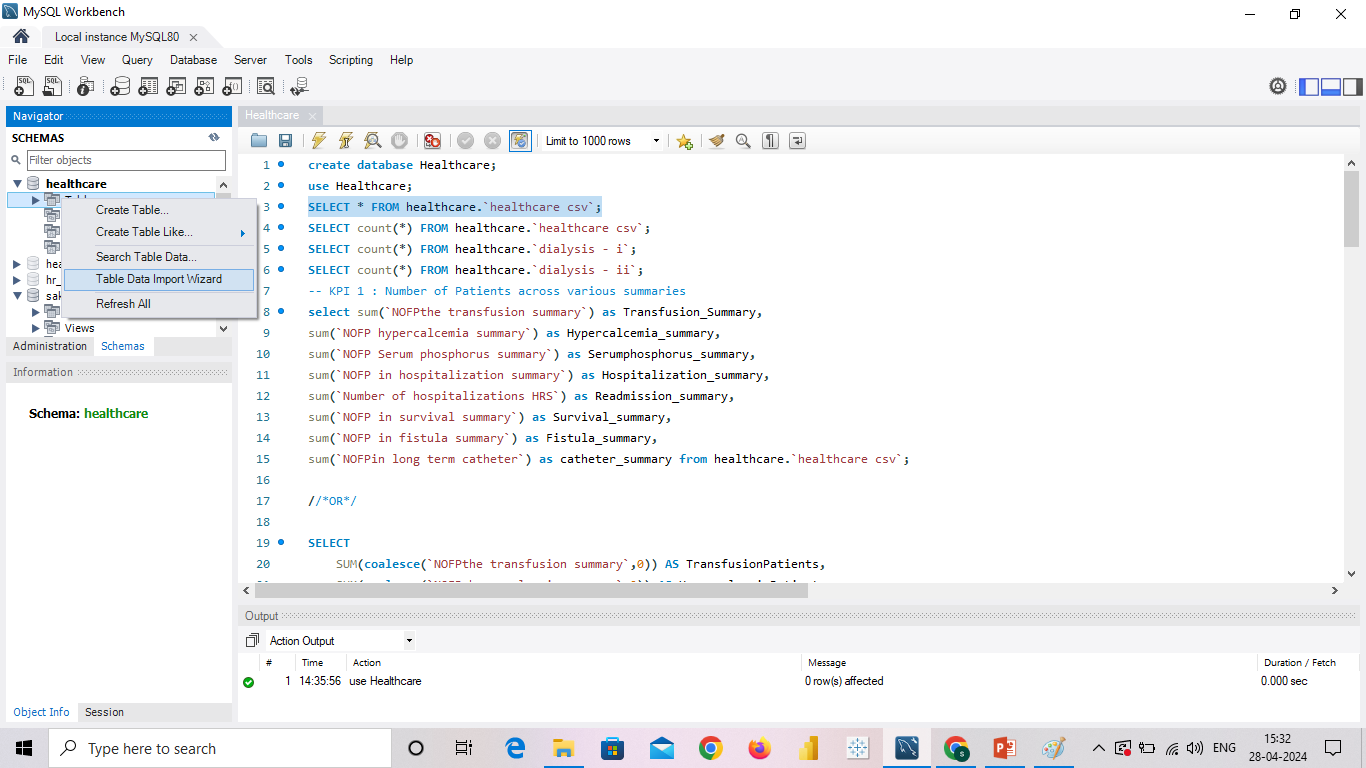 MySQL Workbench
Local instance MySQL80
File Edit View Query Database Server Tools Scripting Help
Navigator
SCHEMAS
Filter objects
healthcare
Create Table...
Create Table Like...
Search Table Data...
Table Data Import Wizard
Refresh All
hea
hr_
sak
Views
Administration Schemas
Information
Schema: healthcare
Object Info Session
Healthcare
Limit to 1000 rows
1 create database Healthcare;
2 use Healthcare;
3 SELECT * FROM healthcare.`healthcare csv`;
4 SELECT count(*) FROM healthcare.`healthcare csv`;
5 SELECT count(*) FROM healthcare.`dialysis - i`;
6 SELECT count(*) FROM healthcare.`dialysis - ii`;
7 -- KPI 1 : Number of Patients across various summaries
8 select sum(`NOFPthe transfusion summary`) as Transfusion_Summary,
9 sum(`NOFP hypercalcemia summary`) as Hypercalcemia_summary,
10 sum(`NOFP Serum phosphorus summary`) as Serumphosphorus_summary,
11 sum(`NOFP in hospitalization summary`) as Hospitalization_summary,
12 sum(`Number of hospitalizations HRS`) as Readmission_summary,
13 sum(`NOFP in survival summary`) as Survival_summary,
14 sum(`NOFP in fistula summary`) as Fistula_summary,
15 sum(`NOFPin long term catheter`) as catheter_summary from healthcare.`healthcare csv`;
16
17 //*OR*/
18
19 SELECT
20 SUM(coalesce(`NOFPthe transfusion summary`,0)) AS TransfusionPatients,
Output
Action Output
# Time Action Message Duration / Fetch
1 14:35:56 use Healthcare 0 row(s) affected 0.000 sec
Type here to search
ENG
15:32
28-04-2024